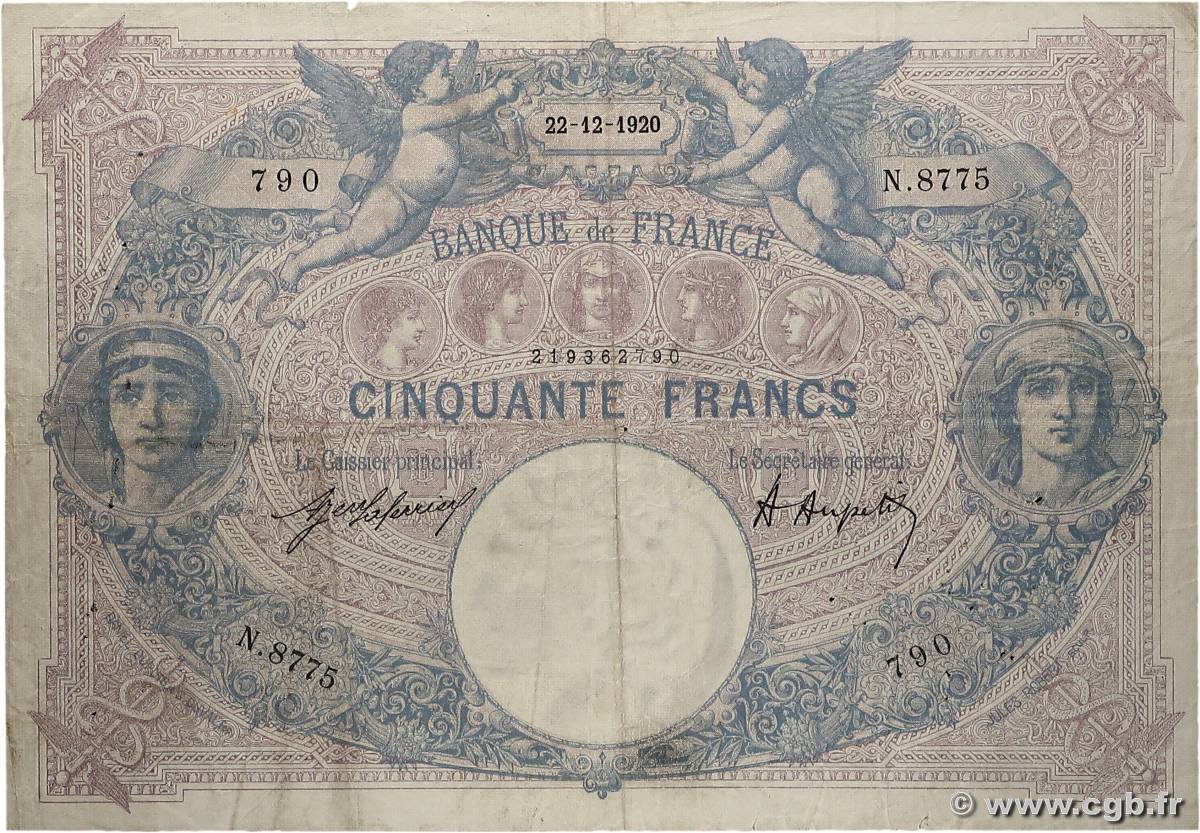 22-12-1920
790
N.8775
BANQUE de FRANCE
219362790
CINQUANTE FRANCS
Le Caissier principal,
Le Secrétaire général,
A Aupetit
N.8775
790
© www.cgb.fr